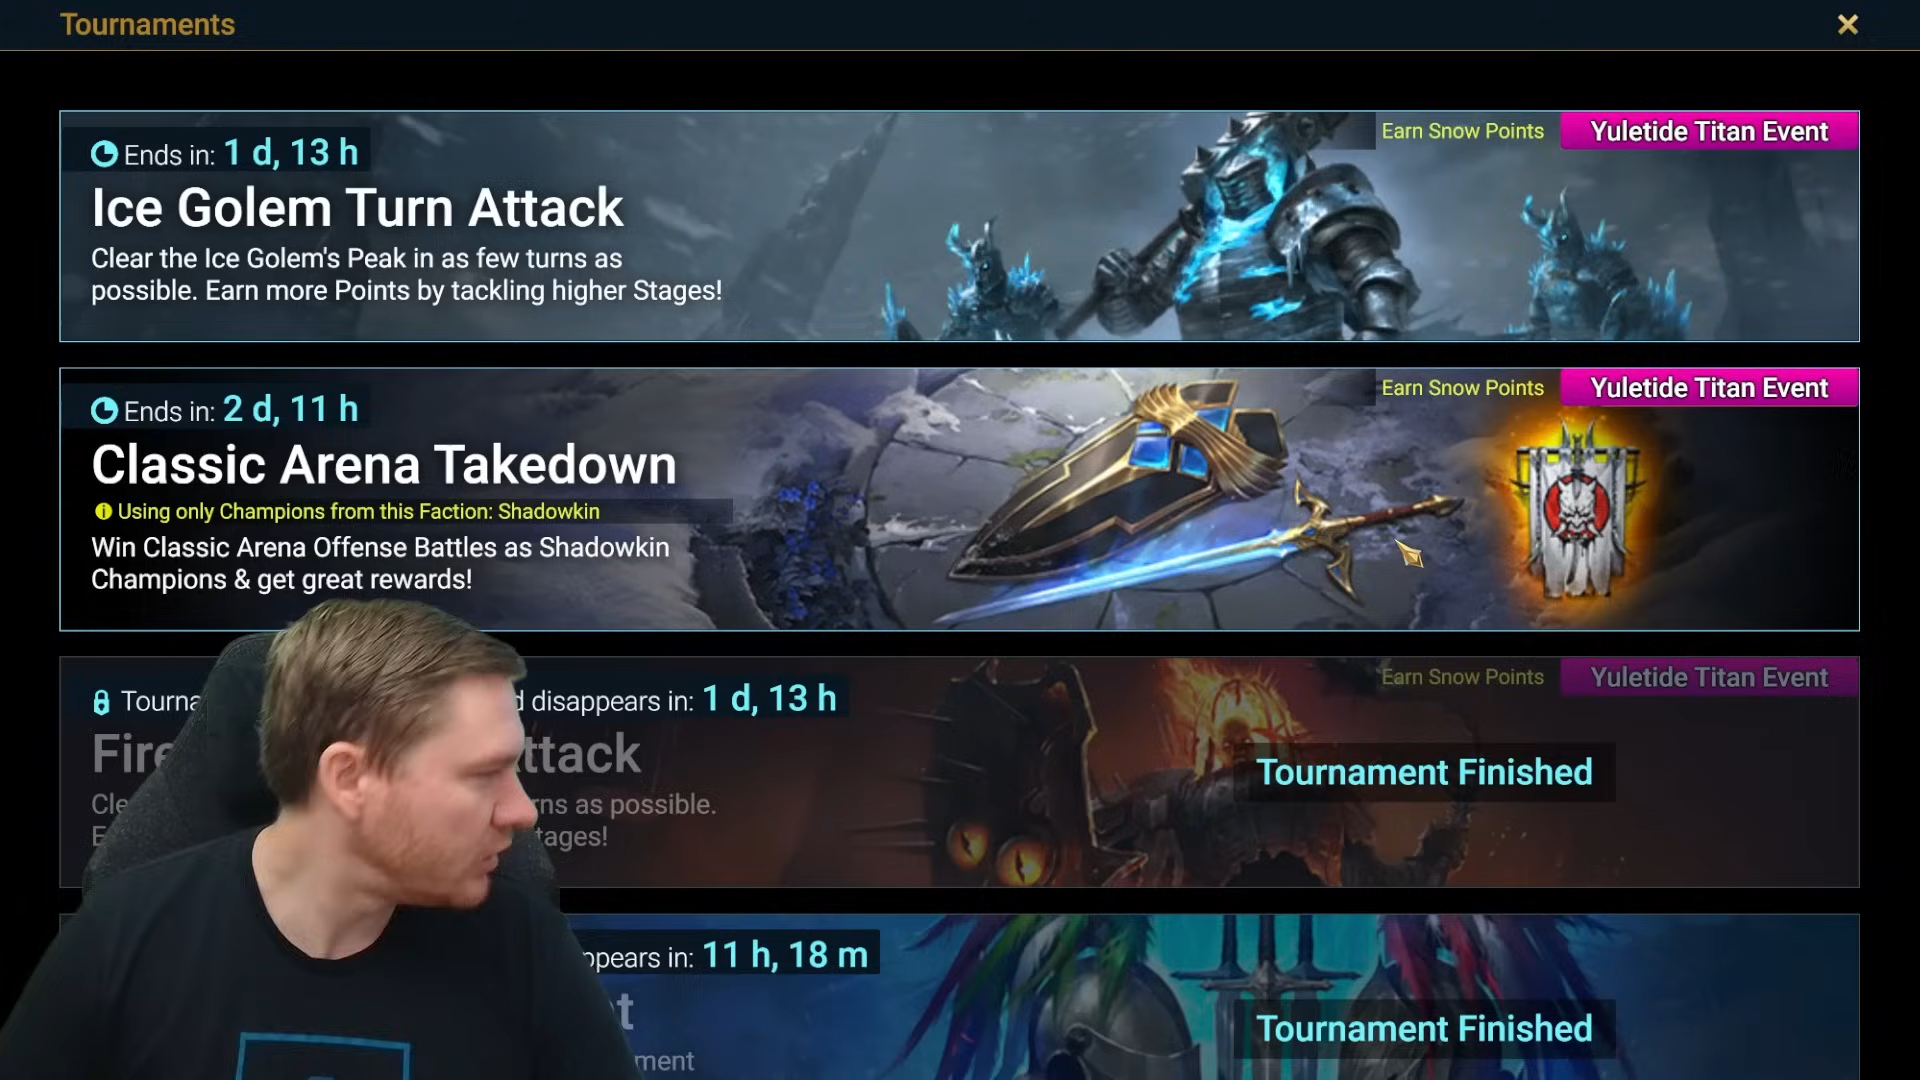 Tournaments
Ends in: 1 d, 13 h
Earn Snow Points
Yuletide Titan Event
Ice Golem Turn Attack
Clear the Ice Golem's Peak in as few turns as
possible. Earn more Points by tackling higher Stages!
Ends in: 2 d, 11 h
Earn Snow Points
Yuletide Titan Event
Classic Arena Takedown
Using only Champions from this Faction: Shadowkin
Win Classic Arena Offense Battles as Shadowkin
Champions & get great rewards!
disappears in: 1 d, 13 h
Earn Snow Points
Yuletide Titan Event
Tournament Finished
as possible.
in: 11 h, 18 m
Tournament Finished